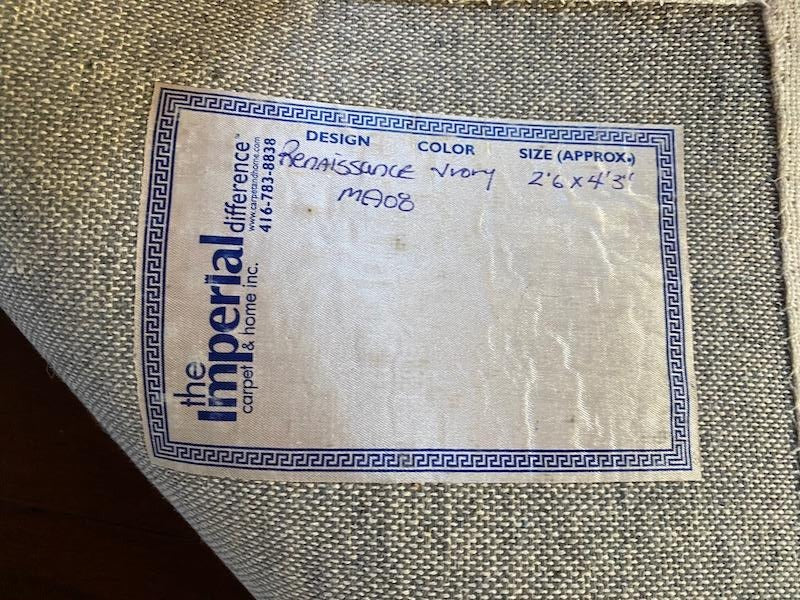 the
Imperial difference™
carpet & home inc.
www.carpetandhome.com
416-783-8838
DESIGN COLOR SIZE (APPROX.)
Renaissance Ivory 2'6 x 4'3"
MA08